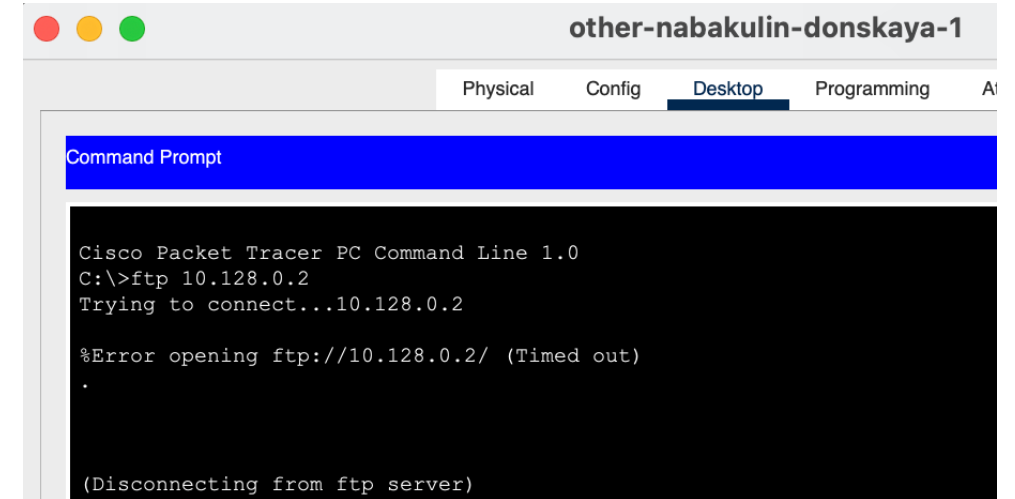 other-nabakulin-donskaya-1
Physical Config Desktop Programming
Command Prompt
Cisco Packet Tracer PC Command Line 1.0
C:\>ftp 10.128.0.2
Trying to connect...10.128.0.2
%Error opening ftp://10.128.0.2/ (Timed out)
.
(Disconnecting from ftp server)